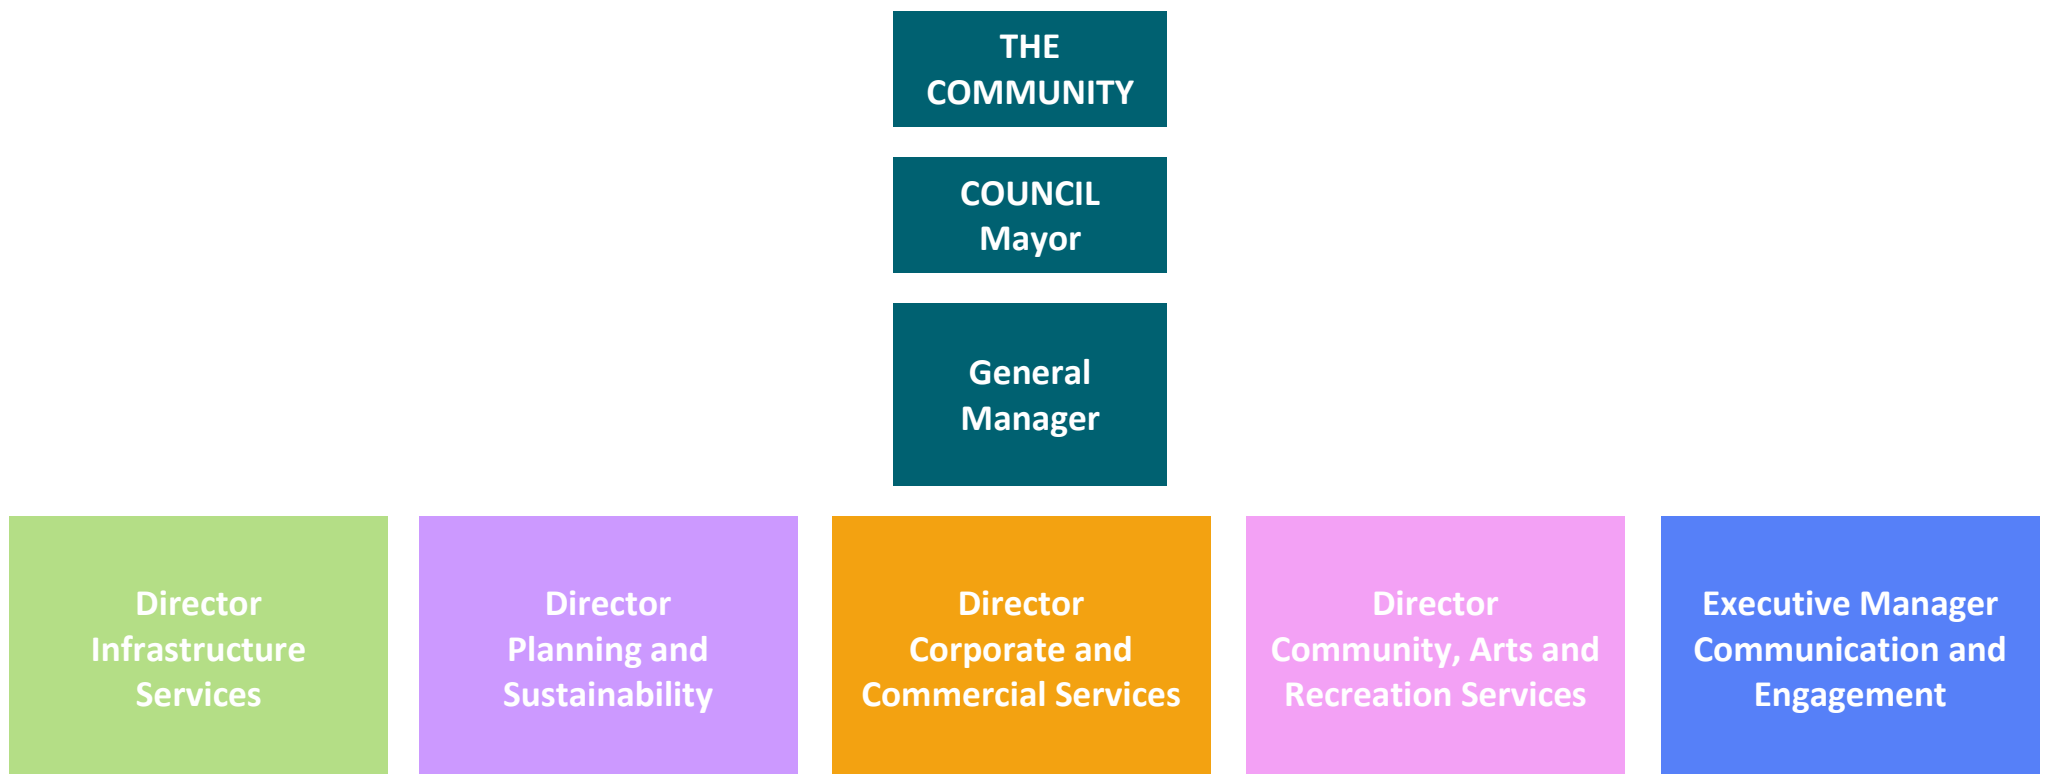 THE
COMMUNITY
COUNCIL
Mayor
General
Manager
Director
Infrastructure
Services
Director
Planning and
Sustainability
Director
Corporate and
Commercial Services
Director
Community, Arts and
Recreation Services
Executive Manager
Communication and
Engagement